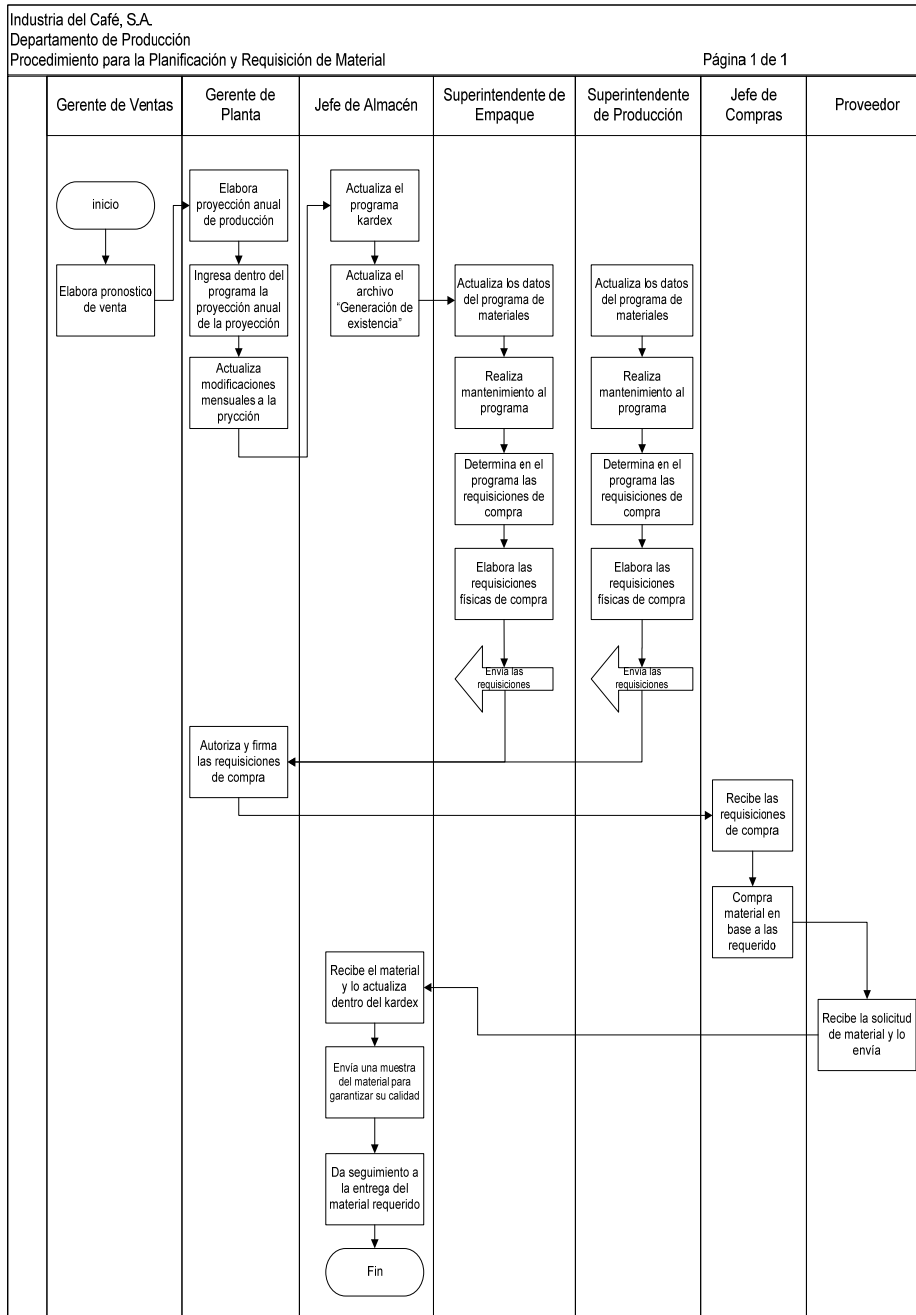 Industria del Café, S.A.
Departamento de Producción
Procedimiento para la Planificación y Requisición de Material
Página 1 de 1
Gerente de Ventas
Gerente de
Planta
Jefe de Almacén
Superintendente de
Empaque
Superintendente
de Producción
Jefe de
Compras
Proveedor
inicio
Elabora pronostico
de venta
Elabora
proyección anual
de producción
Ingresa dentro del
programa la
proyección anual
de la proyección
Actualiza
modificaciones
mensuales a la
prycción
Actualiza el
programa
kardex
Actualiza el
archivo
“Generación de
existencia”
Actualiza los datos
del programa de
materiales
Realiza
mantenimiento al
programa
Determina en el
programa las
requisiciones de
compra
Elabora las
requisiciones
físicas de compra
Envía las
requisiciones
Actualiza los datos
del programa de
materiales
Realiza
mantenimiento al
programa
Determina en el
programa las
requisiciones de
compra
Elabora las
requisiciones
físicas de compra
Envía las
requisiciones
Autoriza y firma
las requisiciones
de compra
Recibe las
requisiciones
de compra
Compra
material en
base a las
requerido
Recibe la solicitud
de material y lo
envía
Recibe el material
y lo actualiza
dentro del kardex
Envía una muestra
del material para
garantizar su calidad
Da seguimiento a
la entrega del
material requerido
Fin